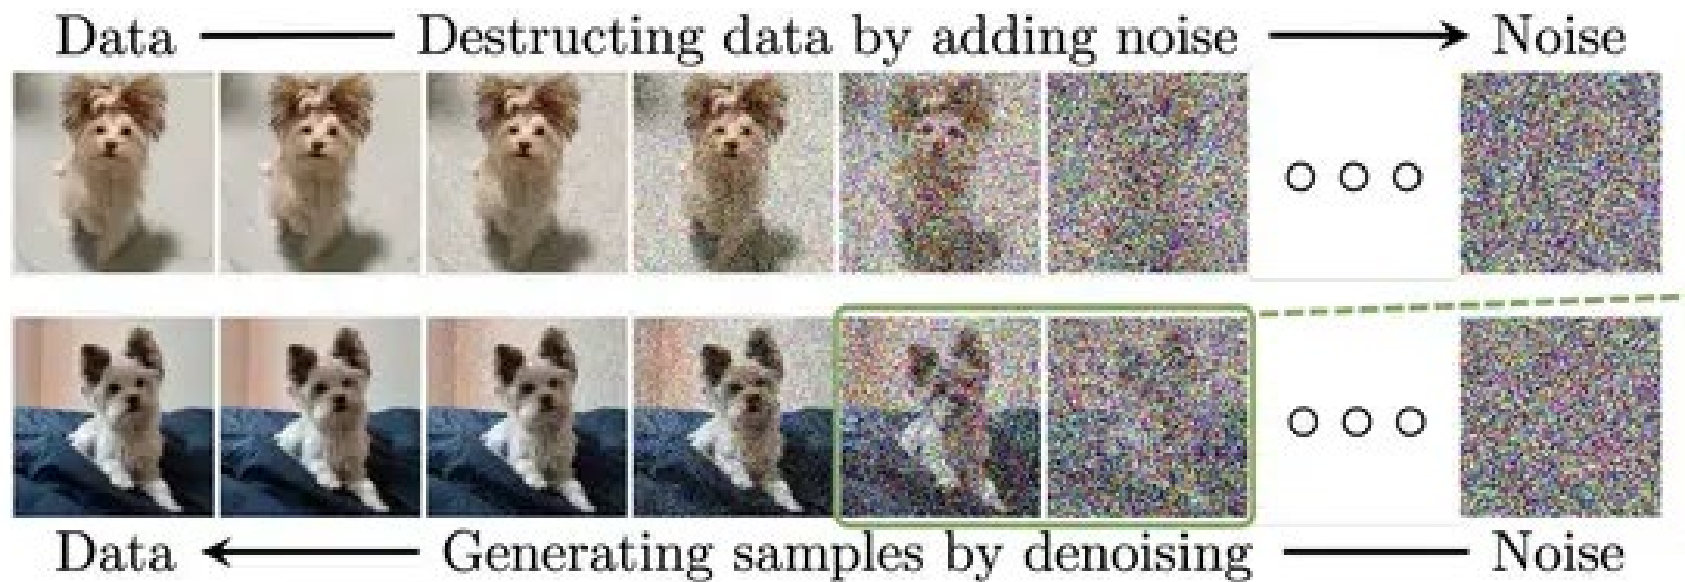 Data Destructing data by adding noise Noise
Data Generating samples by denoising Noise